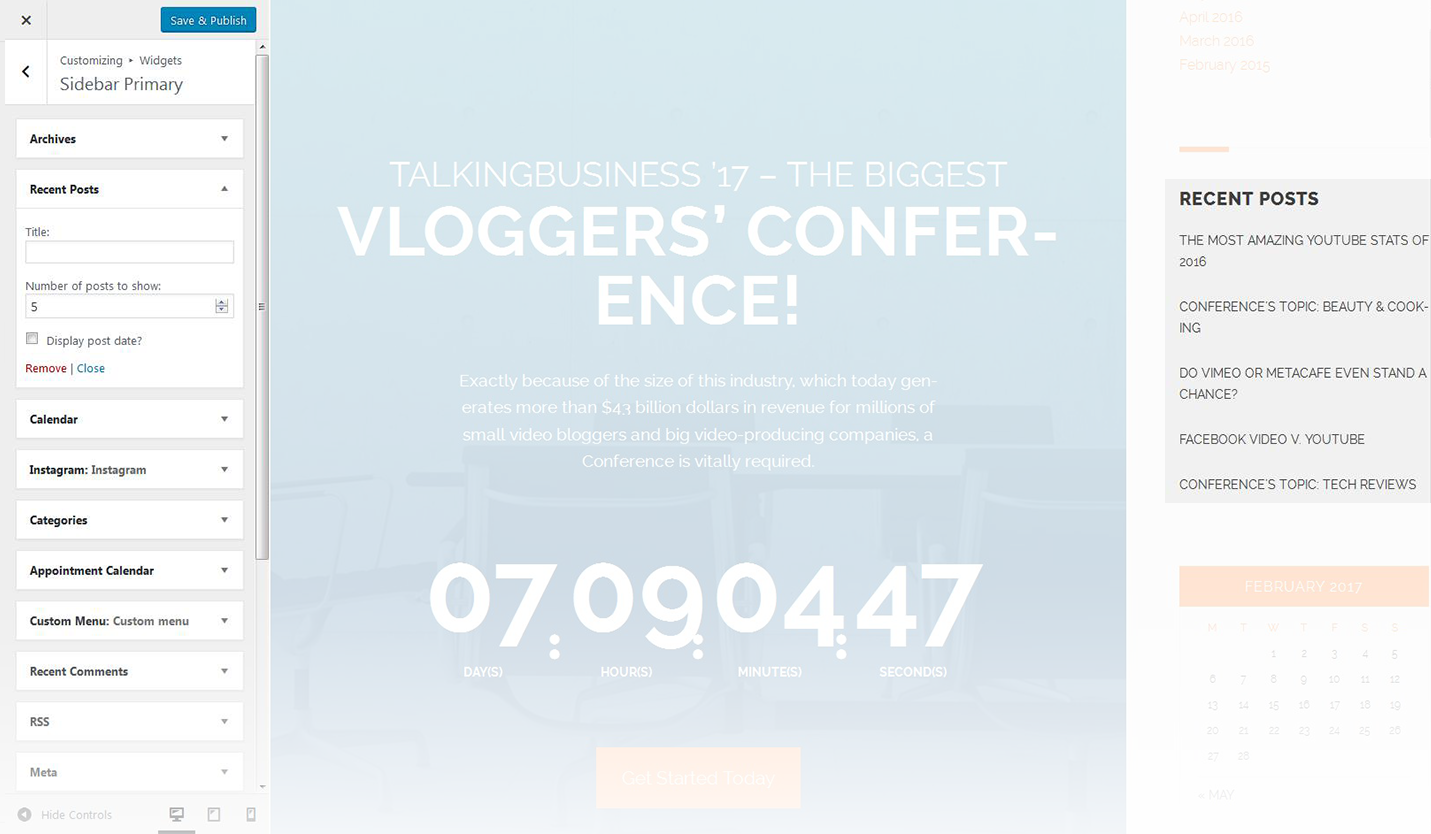 Save & Publish
Customizing ▸ Widgets
Sidebar Primary
Archives
Recent Posts
Title:
Number of posts to show:
5
Display post date?
Remove | Close
Calendar
Instagram: Instagram
Categories
Appointment Calendar
Custom Menu: Custom menu
Recent Comments
RSS
Meta
Hide Controls
TALKINGBUSINESS ’17 – THE BIGGEST
VLOGGERS’ CONFER-
ENCE!
Exactly because of the size of this industry, which today gen-
erates more than $43 billion dollars in revenue for millions of
small video bloggers and big video-producing companies, a
Conference is vitally required.
07:09:04:47
DAY(S) HOUR(S) MINUTE(S) SECOND(S)
Get Started Today
April 2016
March 2016
February 2015
RECENT POSTS
THE MOST AMAZING YOUTUBE STATS OF
2016
CONFERENCE’S TOPIC: BEAUTY & COOK-
ING
DO VIMEO OR METACAFE EVEN STAND A
CHANCE?
FACEBOOK VIDEO V. YOUTUBE
CONFERENCE’S TOPIC: TECH REVIEWS
FEBRUARY 2017
M T W T F S S
1 2 3 4 5
6 7 8 9 10 11 12
13 14 15 16 17 18 19
20 21 22 23 24 25 26
27 28
« MAY